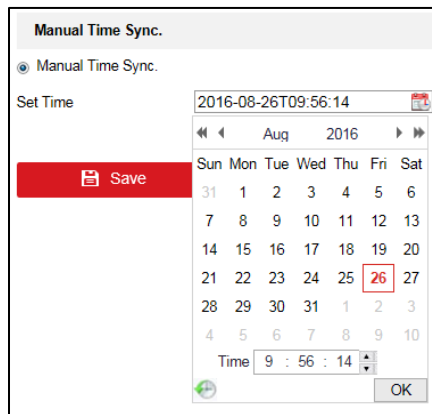 Manual Time Sync.
Manual Time Sync.
Set Time 2016-08-26T09:56:14
Aug 2016
Sun Mon Tue Wed Thu Fri Sat
31 1 2 3 4 5 6
7 8 9 10 11 12 13
Save
14 15 16 17 18 19 20
21 22 23 24 25 26 27
28 29 30 31 1 2 3
4 5 6 7 8 9 10
Time 9 : 56 : 14
OK